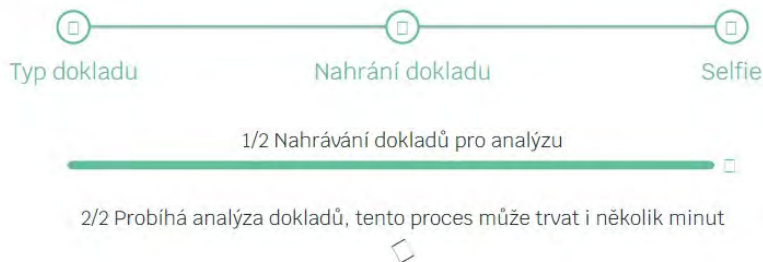 Typ dokladu Nahrání dokladu Selfie
1/2 Nahrávání dokladů pro analýzu
2/2 Probíhá analýza dokladů, tento proces může trvat i několik minut